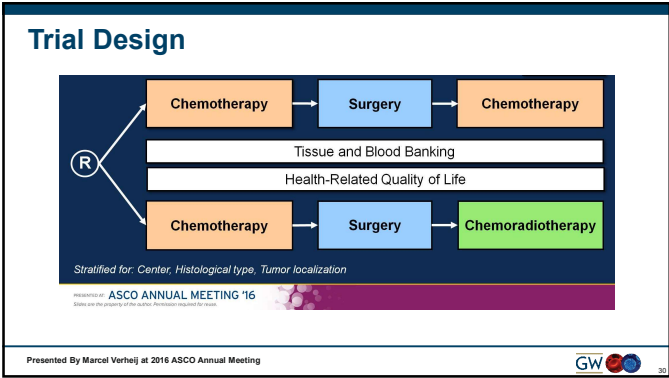 Trial Design
Chemotherapy
Surgery
Chemotherapy
Tissue and Blood Banking
R
Health-Related Quality of Life
Chemotherapy
Surgery
Chemoradiotherapy
Stratified for: Center, Histological type, Tumor localization
PRESENTED AT: ASCO ANNUAL MEETING '16
Slides are the property of the author. Permission required for reuse.
Presented By Marcel Verheij at 2016 ASCO Annual Meeting
GW
30